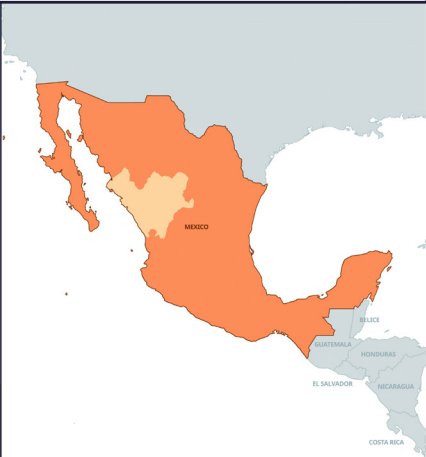 MEXICO
BELICE
GUATEMALA
HONDURAS
EL SALVADOR
NICARAGUA
COSTA RICA